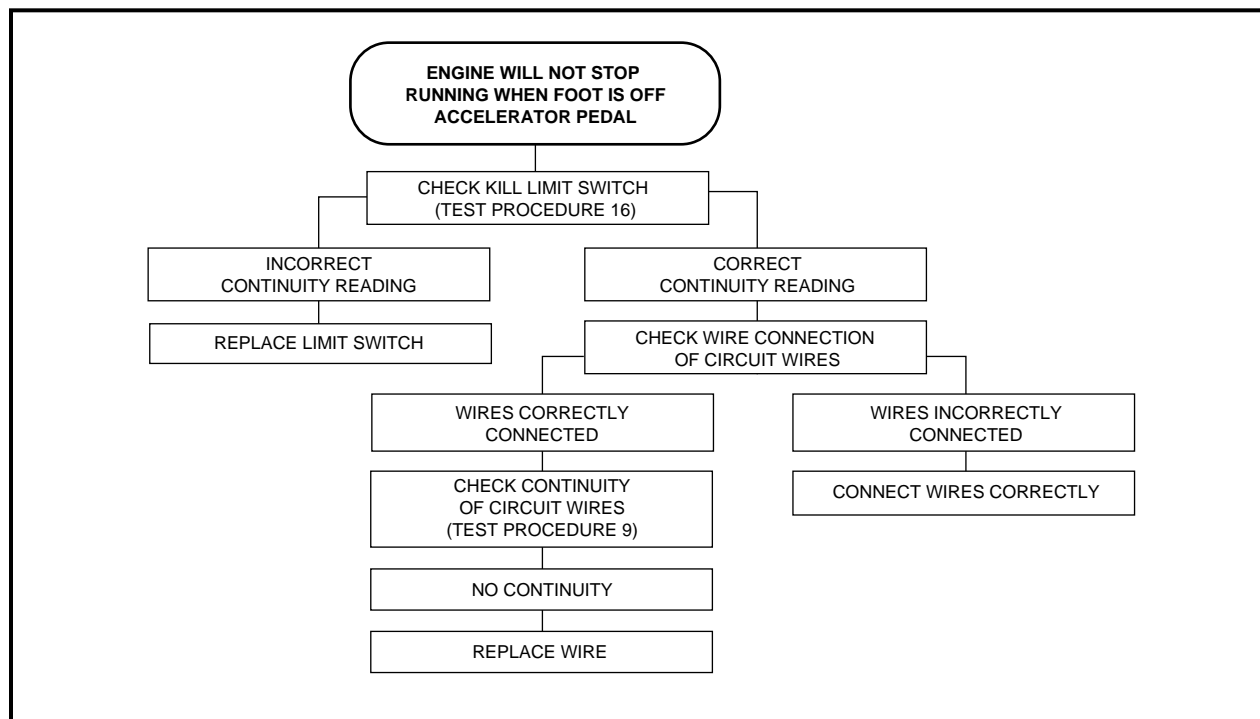 ENGINE WILL NOT STOP
RUNNING WHEN FOOT IS OFF
ACCELERATOR PEDAL
CHECK KILL LIMIT SWITCH
(TEST PROCEDURE 16)
INCORRECT
CONTINUITY READING
CORRECT
CONTINUITY READING
REPLACE LIMIT SWITCH
CHECK WIRE CONNECTION
OF CIRCUIT WIRES
WIRES CORRECTLY
CONNECTED
WIRES INCORRECTLY
CONNECTED
CHECK CONTINUITY
OF CIRCUIT WIRES
(TEST PROCEDURE 9)
CONNECT WIRES CORRECTLY
NO CONTINUITY
REPLACE WIRE